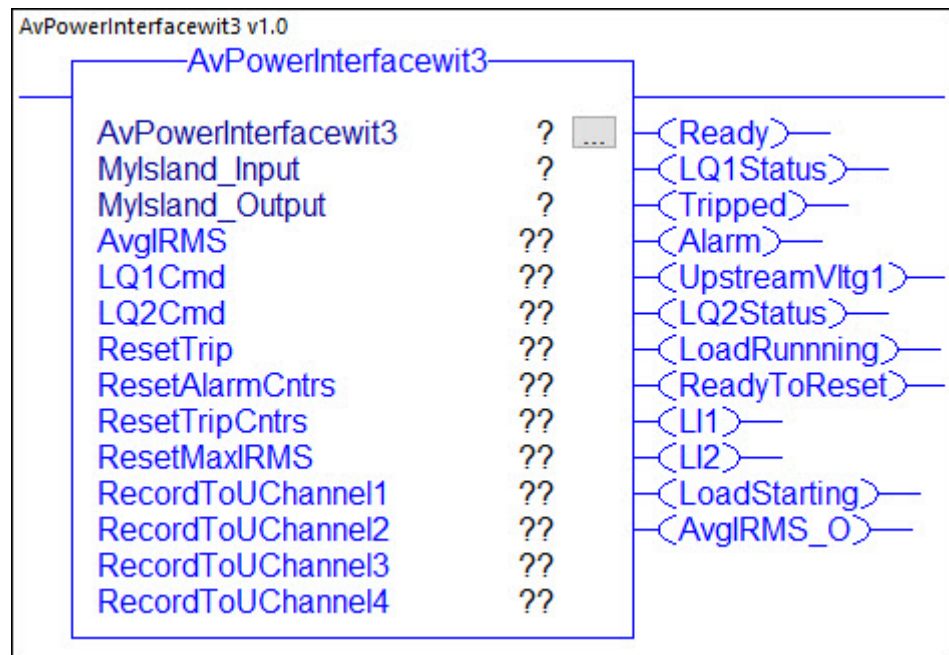 AvPowerInterfacewit3 v1.0
AvPowerInterfacewit3
AvPowerInterfacewit3 ? ... Ready
MyIsland_Input ? LQ1Status
MyIsland_Output ? Tripped
AvgIRMS ?? Alarm
LQ1Cmd ?? UpstreamVltg1
LQ2Cmd ?? LQ2Status
ResetTrip ?? LoadRunnning
ResetAlarmCntrs ?? ReadyToReset
ResetTripCntrs ?? LI1
ResetMaxIRMS ?? LI2
RecordToUChannel1 ?? LoadStarting
RecordToUChannel2 ?? AvgIRMS_O
RecordToUChannel3 ??
RecordToUChannel4 ??